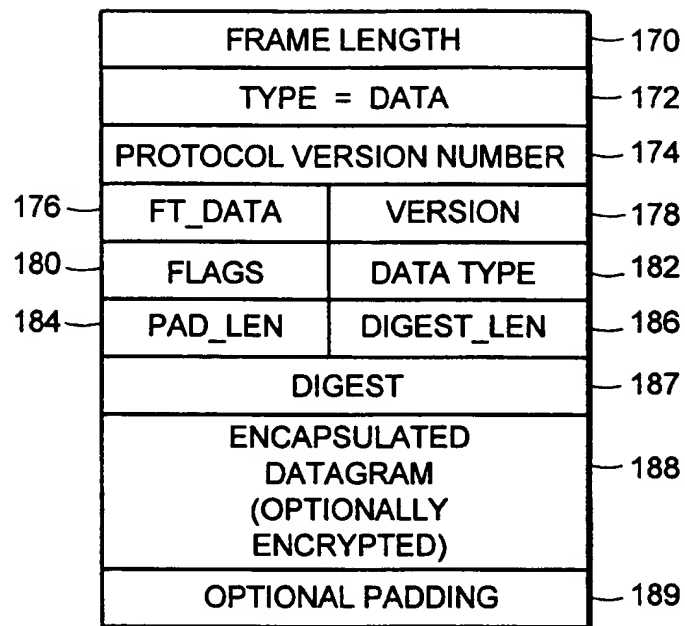 FRAME LENGTH 170
TYPE = DATA 172
PROTOCOL VERSION NUMBER 174
176 FT_DATA VERSION 178
180 FLAGS DATA TYPE 182
184 PAD_LEN DIGEST_LEN 186
DIGEST 187
ENCAPSULATED
DATAGRAM 188
(OPTIONALLY
ENCRYPTED)
OPTIONAL PADDING 189